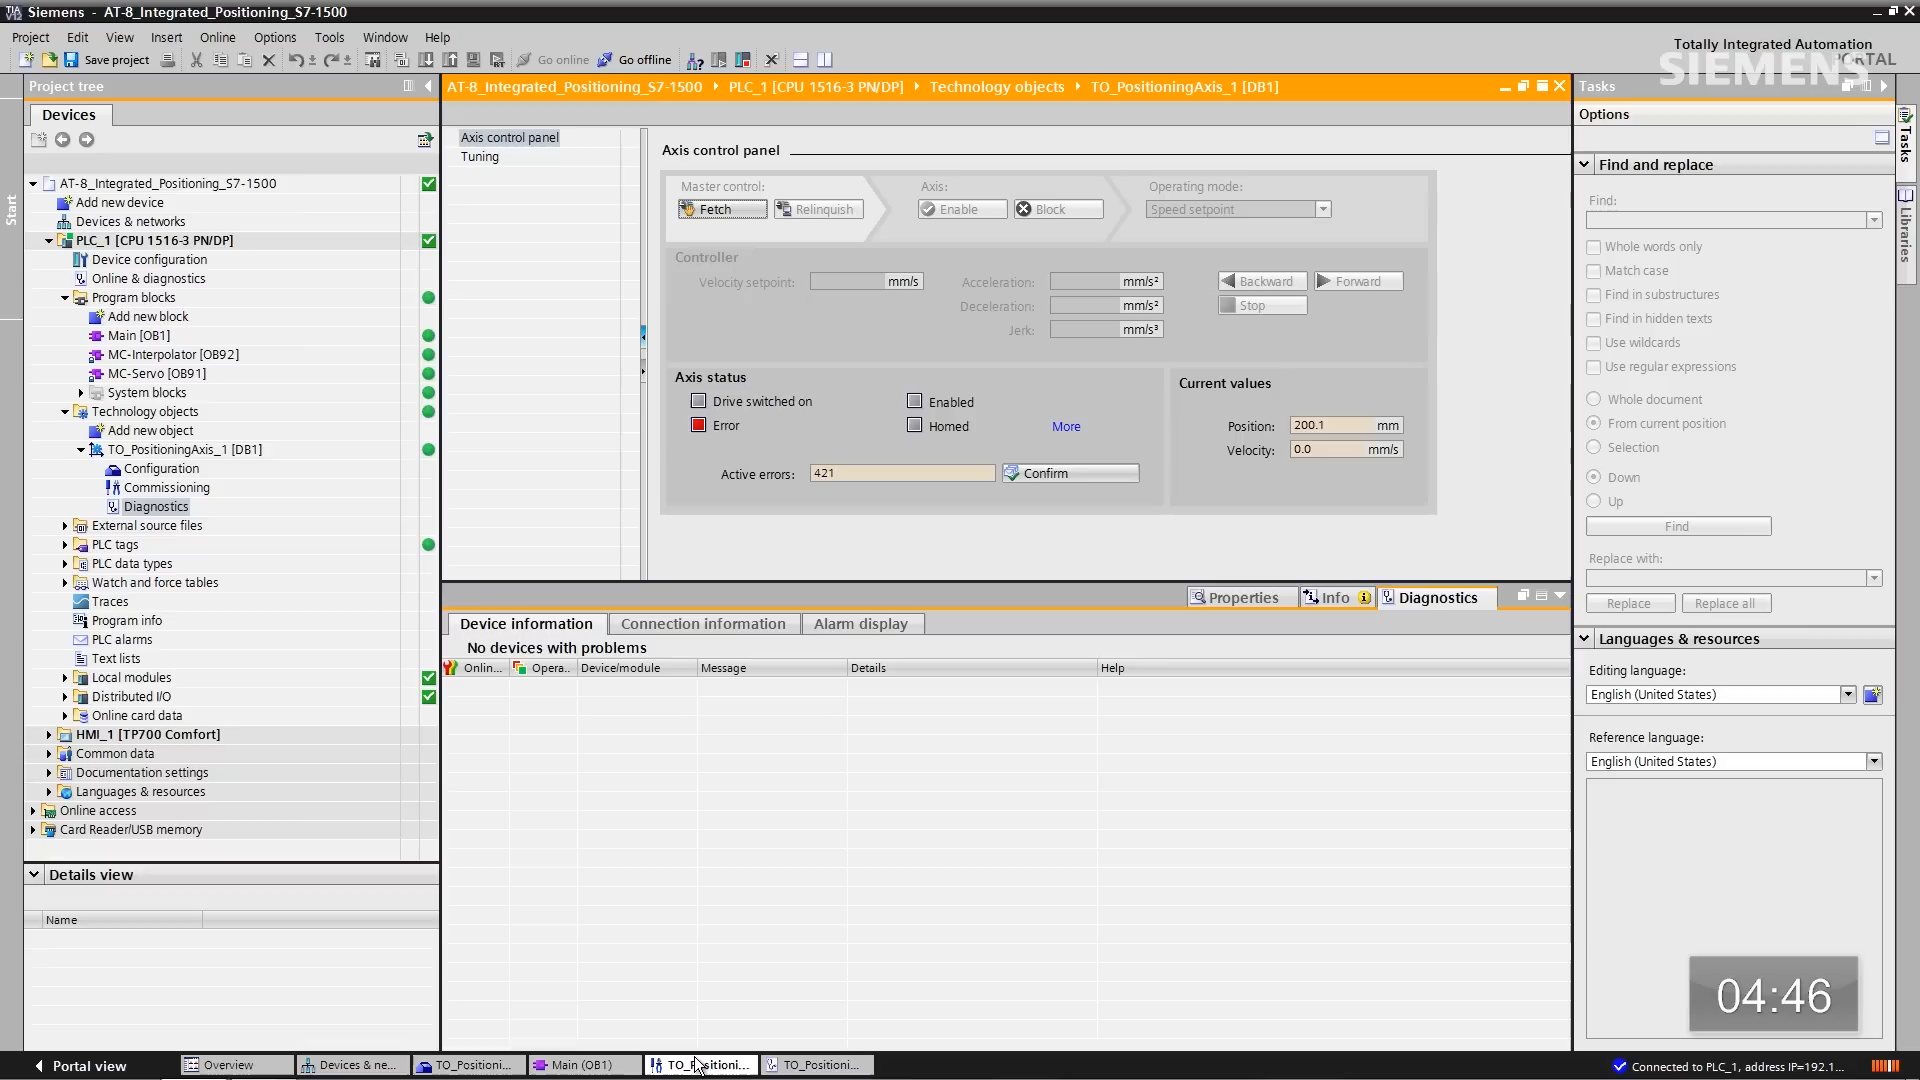 Siemens - AT-8_Integrated_Positioning_S7-1500
Project Edit View Insert Online Options Tools Window Help
Totally Integrated Automation
PORTAL
SIEMENS
Save project
Go online
Go offline
Project tree
AT-8_Integrated_Positioning_S7-1500 PLC_1 [CPU 1516-3 PN/DP] Technology objects TO_PositioningAxis_1 [DB1]
Tasks
Devices
Options
Start
AT-8_Integrated_Positioning_S7-1500
Add new device
Devices & networks
PLC_1 [CPU 1516-3 PN/DP]
Device configuration
Online & diagnostics
Program blocks
Add new block
Main [OB1]
MC-Interpolator [OB92]
MC-Servo [OB91]
System blocks
Technology objects
Add new object
TO_PositioningAxis_1 [DB1]
Configuration
Commissioning
Diagnostics
External source files
PLC tags
PLC data types
Watch and force tables
Traces
Program info
PLC alarms
Text lists
Local modules
Distributed I/O
Online card data
HMI_1 [TP700 Comfort]
Common data
Documentation settings
Languages & resources
Online access
Card Reader/USB memory
Details view
Name
Axis control panel
Tuning
Axis control panel
Master control: Axis: Operating mode:
Fetch Relinquish Enable Block Speed setpoint
Controller
Velocity setpoint: mm/s Acceleration: mm/s² Backward Forward
Deceleration: mm/s² Stop
Jerk: mm/s³
Axis status
Drive switched on Enabled
Error Homed More
Active errors: 421 Confirm
Current values
Position: 200.1 mm
Velocity: 0.0 mm/s
Properties Info Diagnostics
Device information Connection information Alarm display
No devices with problems
Onlin... Opera.. Device/module Message Details Help
Find and replace
Find:
Whole words only
Match case
Find in substructures
Find in hidden texts
Use wildcards
Use regular expressions
Whole document
From current position
Selection
Down
Up
Find
Replace with:
Replace Replace all
Languages & resources
Editing language:
English (United States)
Reference language:
English (United States)
Tasks
Libraries
04:46
Portal view Overview Devices & ne... TO_Positioni... Main (OB1) TO_Positioni... TO_Positioni...
Connected to PLC_1, address IP=192.1...